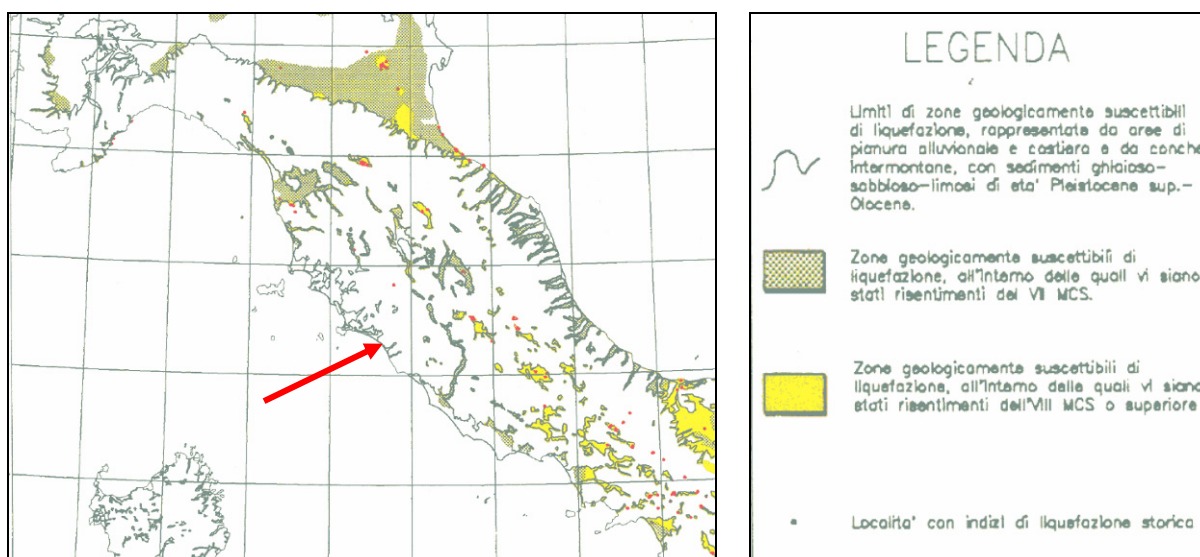 LEGENDA
Limiti di zone geologicamente suscettibili
di liquefazione, rappresentate da aree di
pianura alluvionale e costiera e da conche
intermontane, con sedimenti ghiaioso-
sabbioso-limosi di eta' Pleistocene sup.-
Olocene.
Zone geologicamente suscettibili di
liquefazione, all'interno delle quali vi siano
stati risentimenti del VII MCS.
Zone geologicamente suscettibili di
liquefazione, all'interno delle quali vi siano
stati risentimenti dell'VIII MCS o superiore
Localita' con indizi di liquefazione storica